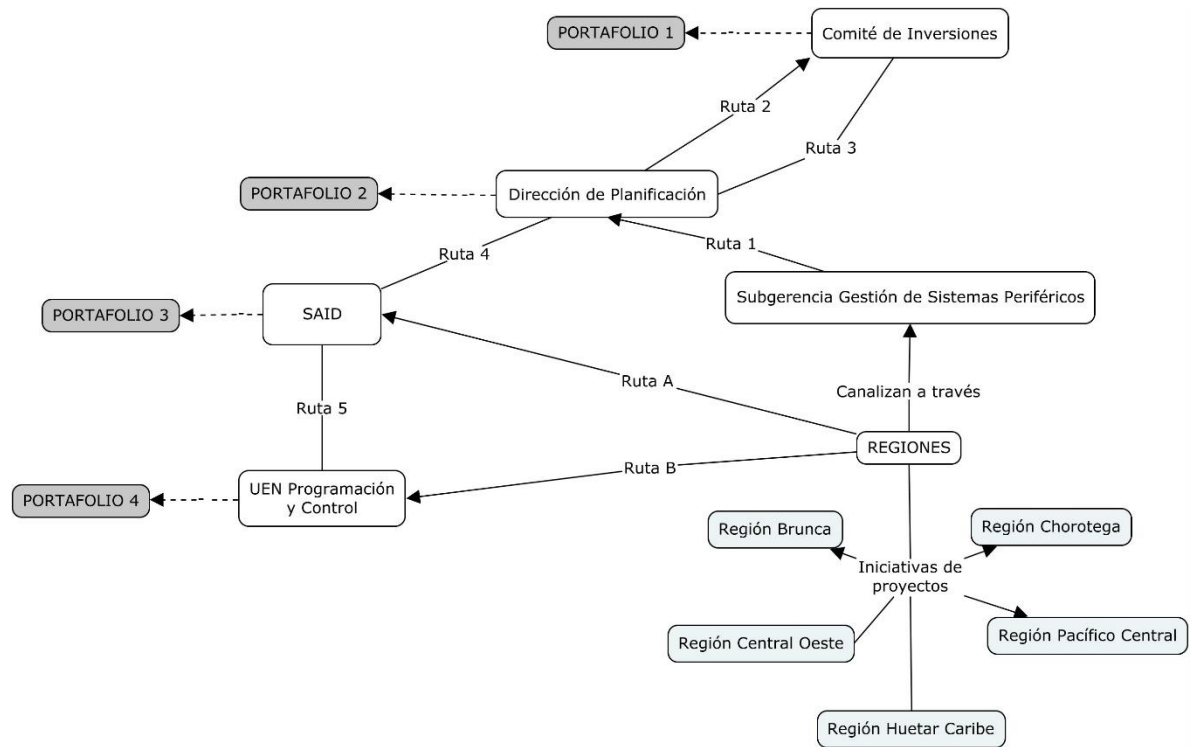 PORTAFOLIO 1
Comité de Inversiones
Ruta 2
Ruta 3
PORTAFOLIO 2
Dirección de Planificación
Ruta 4
Ruta 1
Subgerencia Gestión de Sistemas Periféricos
PORTAFOLIO 3
SAID
Ruta A
Canalizan a través
Ruta 5
REGIONES
Ruta B
PORTAFOLIO 4
UEN Programación
y Control
Región Brunca
Región Chorotega
Iniciativas de
proyectos
Región Central Oeste
Región Pacífico Central
Región Huetar Caribe